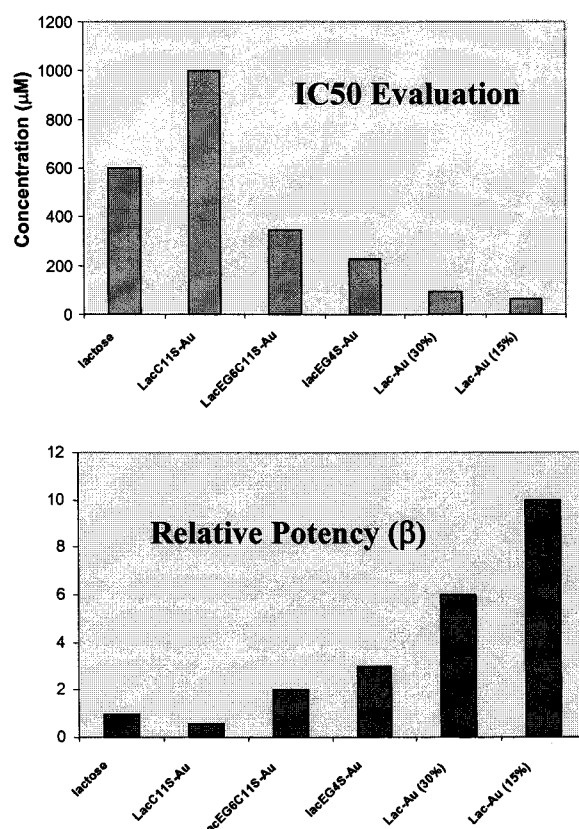 1200
1000
800
600
400
200
0
Concentration (μM)
IC50 Evaluation
lactose
LacC11S-Au
LacEG6C11S-Au
lacEG4S-Au
Lac-Au (30%)
Lac-Au (15%)
12
10
8
6
4
2
0
Relative Potency (β)
lactose
LacC11S-Au
acEG6C11S-Au
lacEG4S-Au
Lac-Au (30%)
Lac-Au (15%)